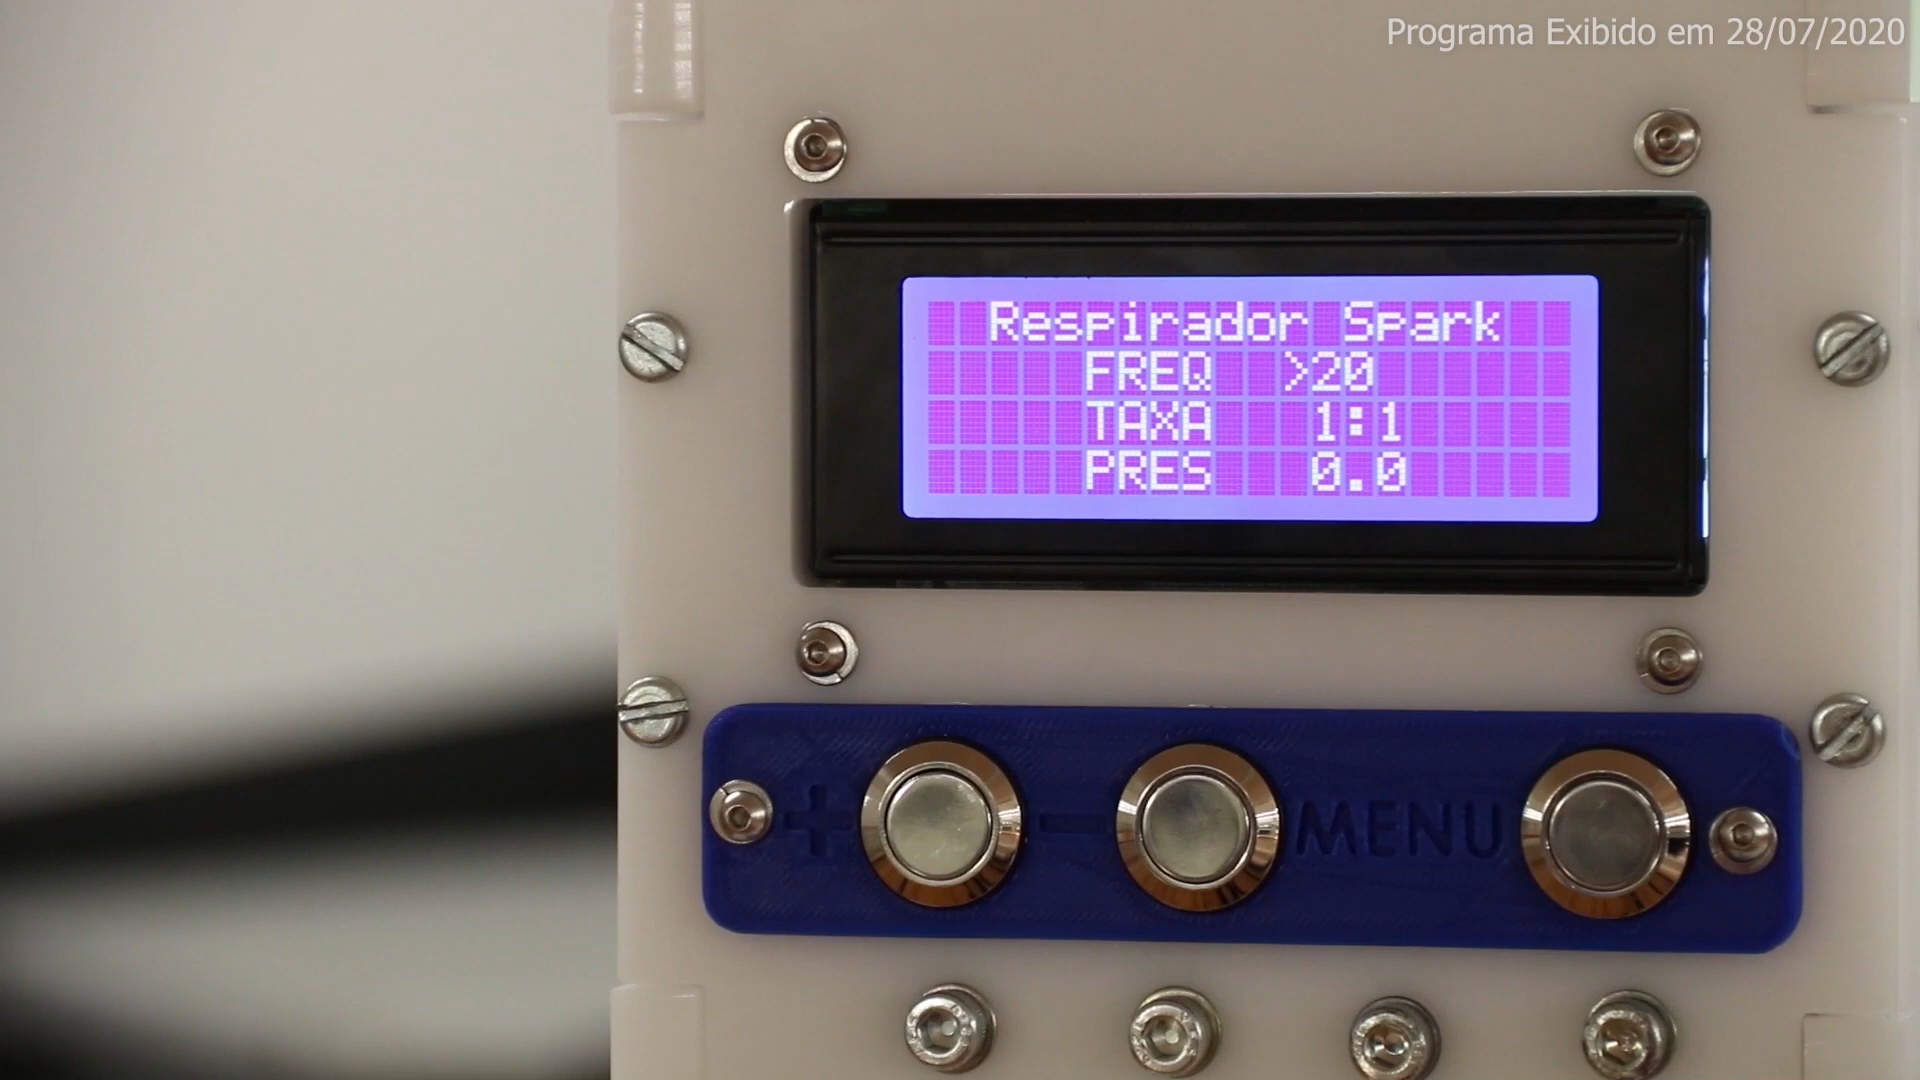 Programa Exibido em 28/07/2020
Respirador Spark
FREQ >20
TAXA 1:1
PRES 0.0
+ - MENU